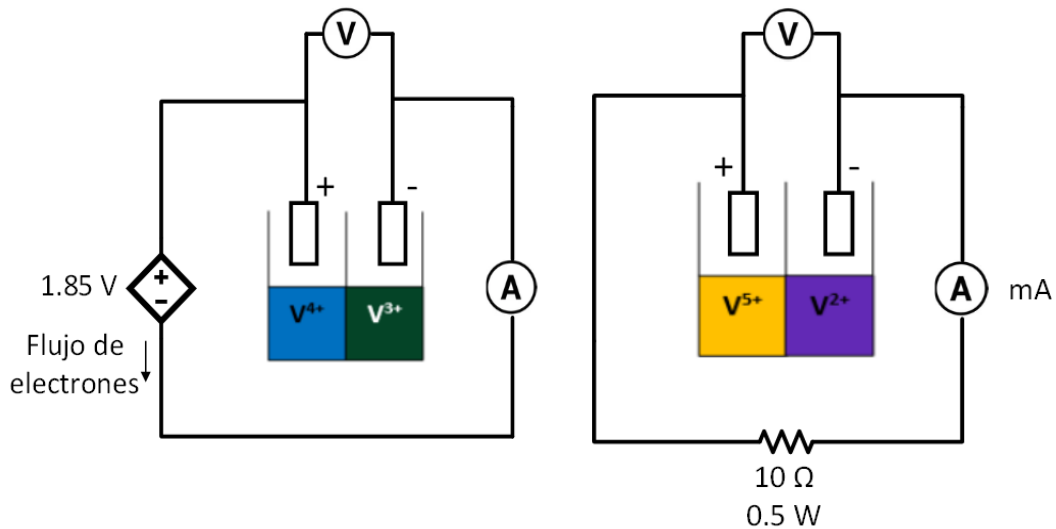 V
+
-
1.85 V
+
-
V⁴⁺
V³⁺
A
Flujo de
electrones
V
+
-
V⁵⁺
V²⁺
A
mA
10 Ω
0.5 W